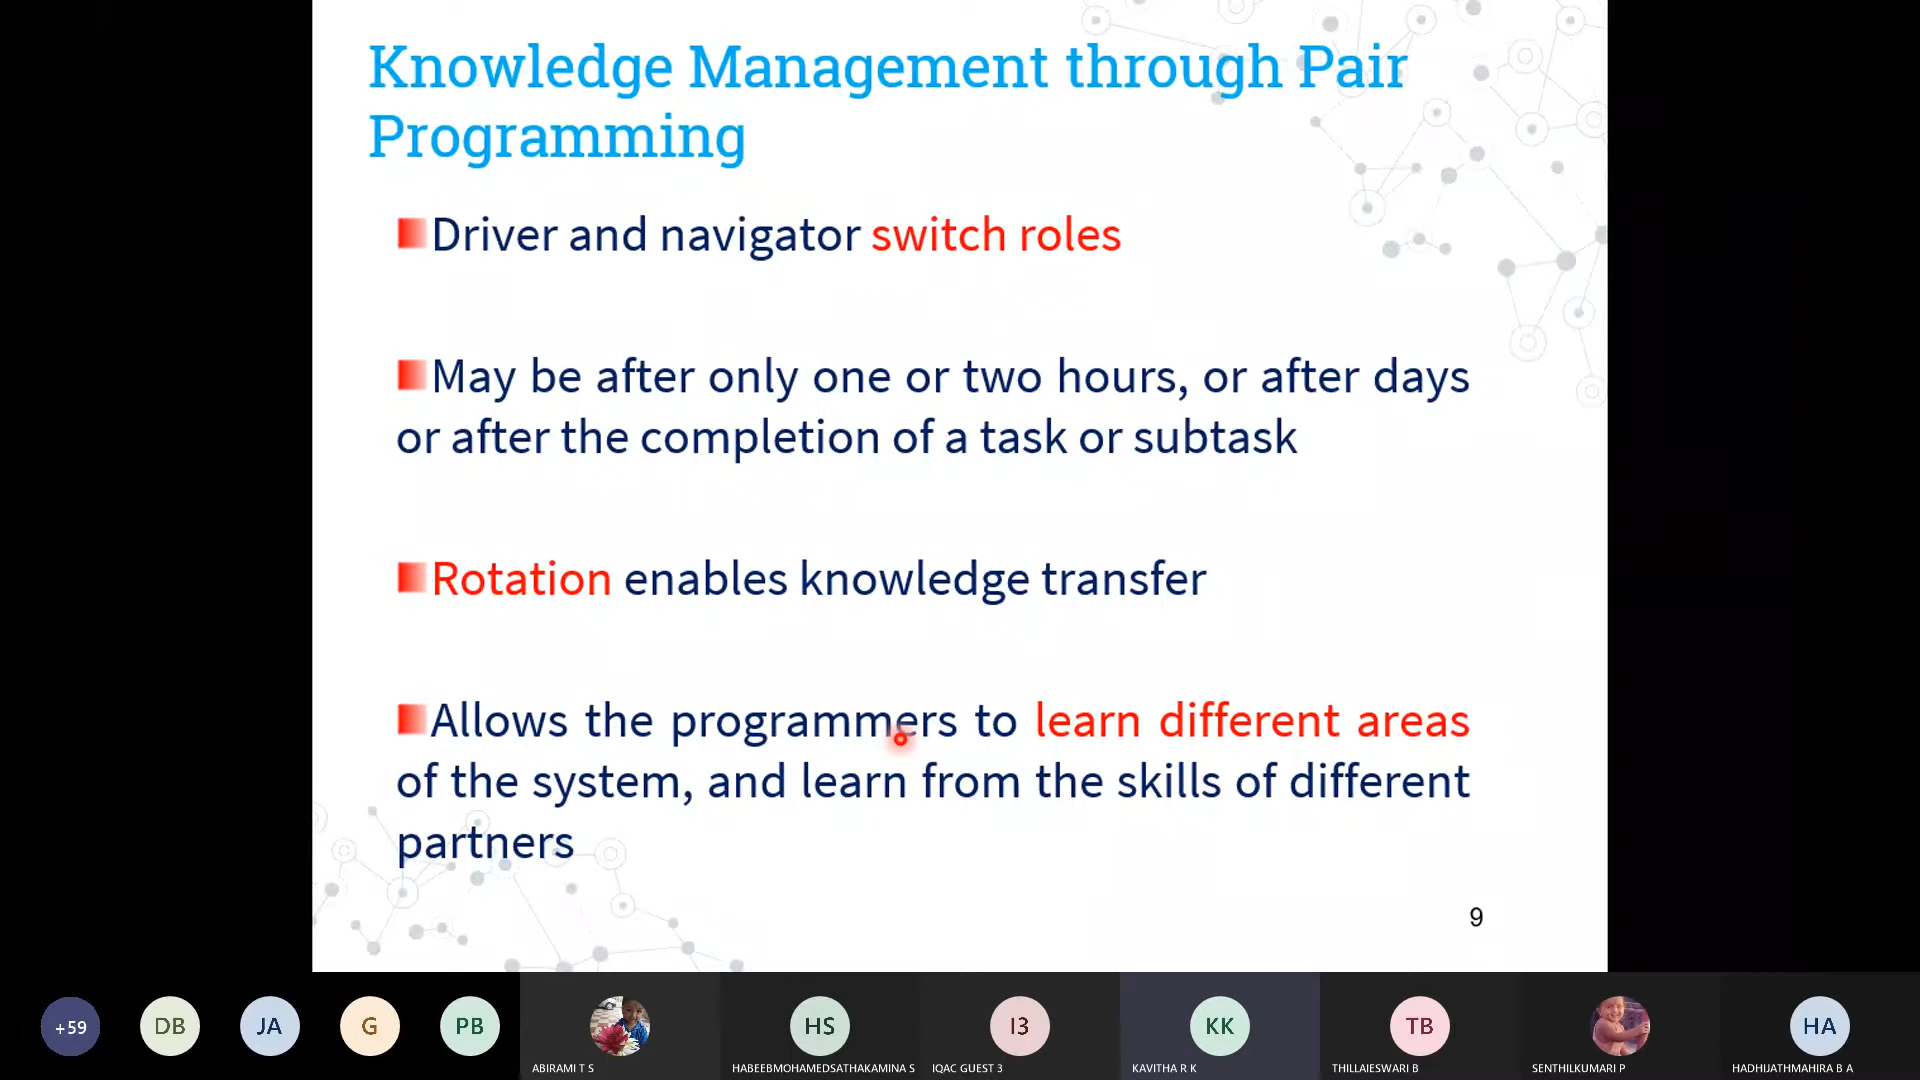 Knowledge Management through Pair
Programming
Driver and navigator switch roles
May be after only one or two hours, or after days
or after the completion of a task or subtask
Rotation enables knowledge transfer
Allows the programmers to learn different areas
of the system, and learn from the skills of different
partners
9
+59
DB
JA
G
PB
HS
I3
KK
TB
HA
ABIRAMI T S
HABEEBMOHAMEDSATHAKAMINA S
IQAC GUEST 3
KAVITHA R K
THILLAIESWARI B
SENTHILKUMARI P
HADHIJATHMAHIRA B A